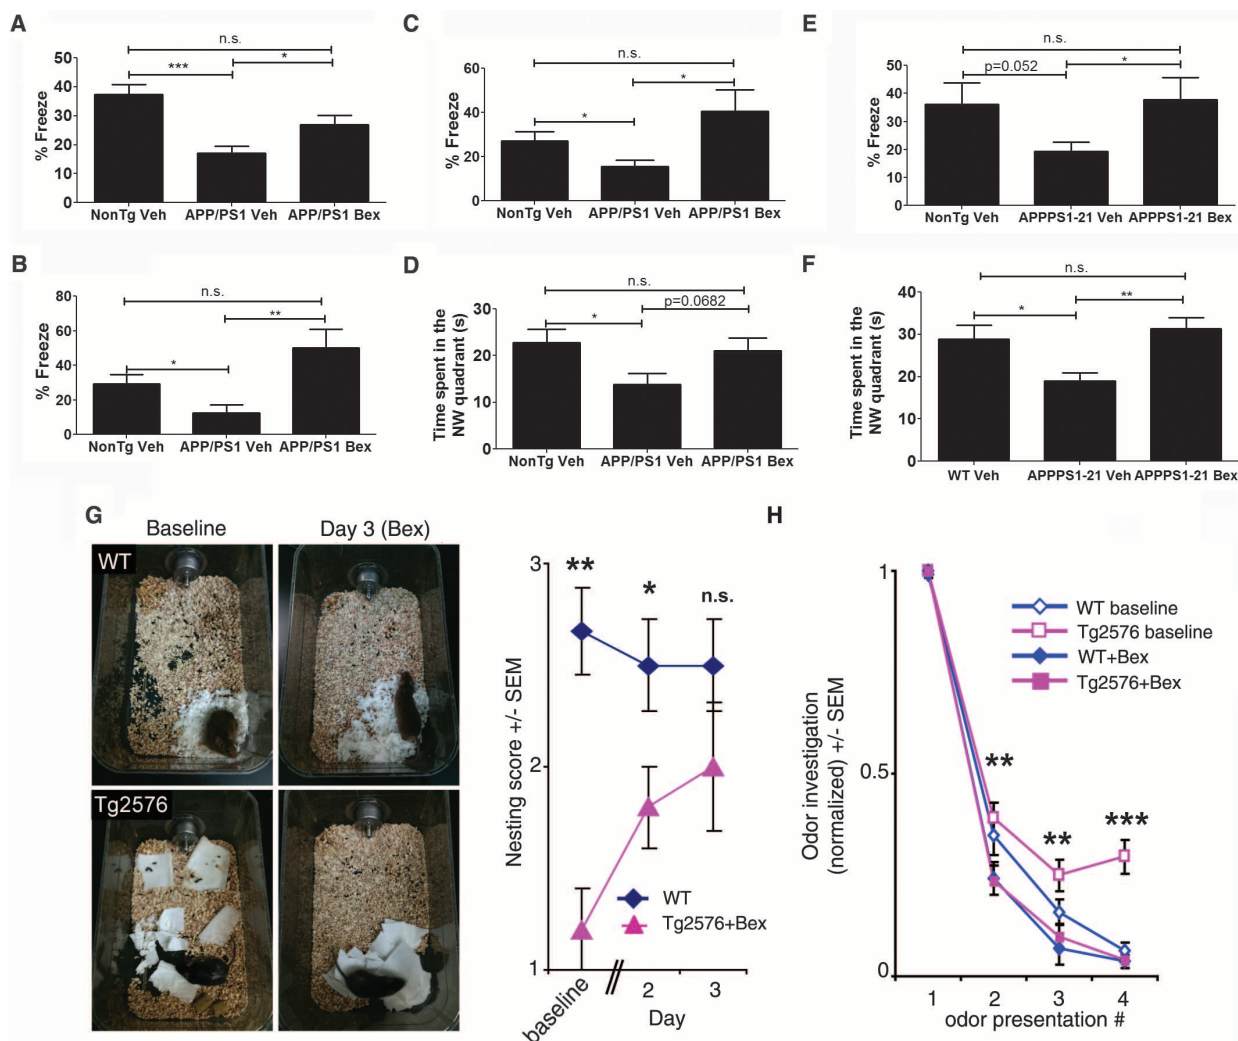 A
n.s.
***
*
50
40
30
20
10
0
% Freeze
NonTg Veh
APP/PS1 Veh
APP/PS1 Bex
C
n.s.
*
*
60
40
20
0
% Freeze
NonTg Veh
APP/PS1 Veh
APP/PS1 Bex
E
n.s.
p=0.052
*
50
40
30
20
10
0
% Freeze
NonTg Veh
APPPS1-21 Veh
APPPS1-21 Bex
B
n.s.
**
*
80
60
40
20
0
% Freeze
NonTg Veh
APP/PS1 Veh
APP/PS1 Bex
D
n.s.
p=0.0682
*
30
20
10
0
Time spent in the
NW quadrant (s)
NonTg Veh
APP/PS1 Veh
APP/PS1 Bex
F
n.s.
**
*
40
30
20
10
0
Time spent in the
NW quadrant (s)
WT Veh
APPPS1-21 Veh
APPPS1-21 Bex
G
Baseline
Day 3 (Bex)
WT
Tg2576
3
2
1
Nesting score +/- SEM
**
*
n.s.
WT
Tg2576+Bex
baseline
2
3
Day
H
1
0.5
0
Odor investigation
(normalized) +/- SEM
WT baseline
Tg2576 baseline
WT+Bex
Tg2576+Bex
**
**
***
1
2
3
4
odor presentation #